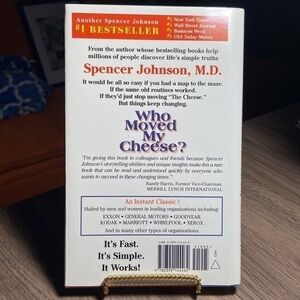 Another Spencer Johnson
#1 BESTSELLER
#1 New York Times
#1 Wall Street Journal
#1 Business Week
#1 USA Today Money
From the author whose bestselling books help
millions of people discover life's simple truths
Spencer Johnson, M.D.
It would be all so easy if you had a map to the maze.
If the same old routines worked.
If they'd just stop moving "The Cheese."
But things keep changing.
Who
Moved
My
Cheese?
"I'm giving this book to colleagues and friends because Spencer
Johnson's storytelling abilities and unique insights make this a rare
book that can be read and understood quickly by everyone who
wants to succeed in these changing times."
Randy Harris, Former Vice-Chairman,
MERRILL LYNCH INTERNATIONAL
An Instant Classic !
Hailed by men and women in leading organizations including:
EXXON • GENERAL MOTORS • GOODYEAR
KODAK • MARRIOTT • WHIRLPOOL • XEROX
And in many other types of organizations
It's Fast.
It's Simple.
It Works!